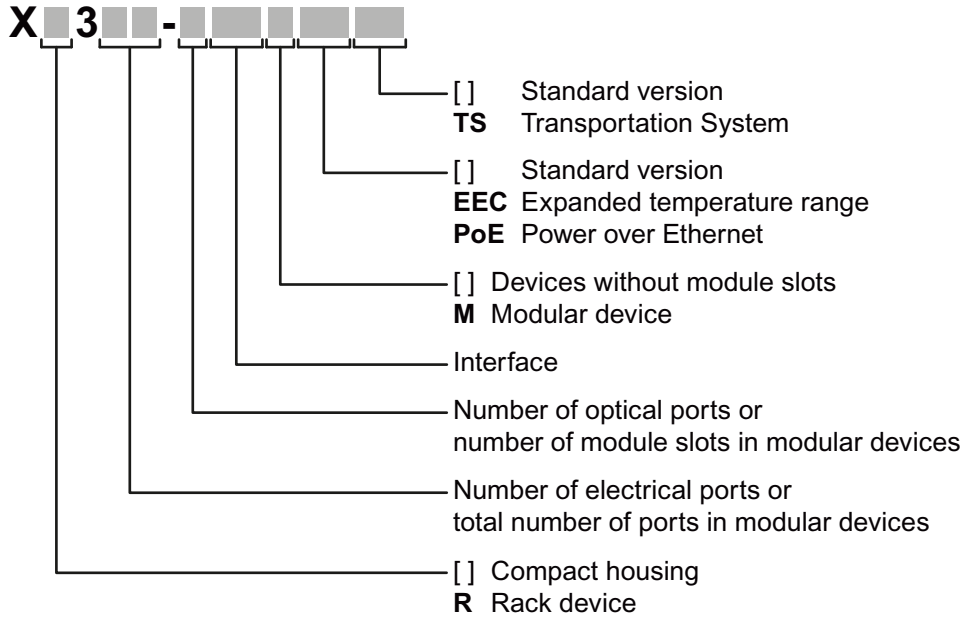 X 3 -
[ ] Standard version
TS Transportation System
[ ] Standard version
EEC Expanded temperature range
PoE Power over Ethernet
[ ] Devices without module slots
M Modular device
Interface
Number of optical ports or
number of module slots in modular devices
Number of electrical ports or
total number of ports in modular devices
[ ] Compact housing
R Rack device